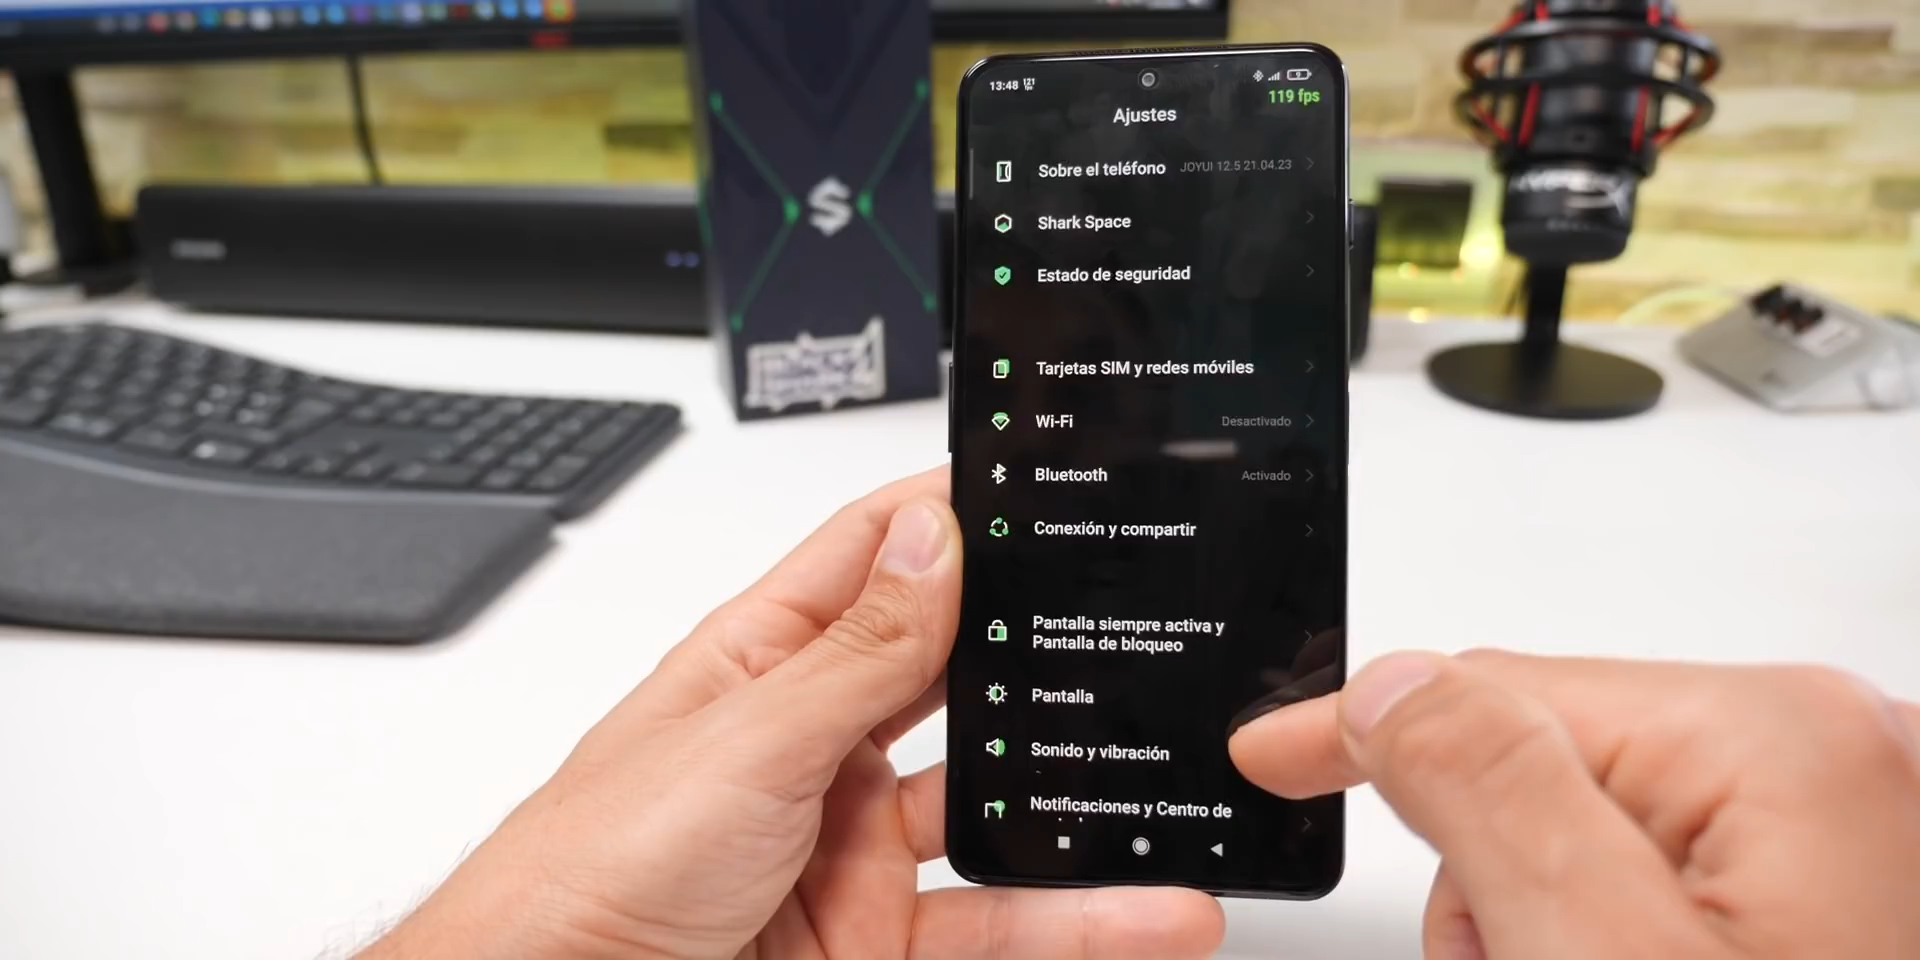 13:48
119 fps
Ajustes
Sobre el teléfono JOYUI 12.5 21.04.23
Shark Space
Estado de seguridad
Tarjetas SIM y redes móviles
Wi-Fi Desactivado
Bluetooth Activado
Conexión y compartir
Pantalla siempre activa y
Pantalla de bloqueo
Pantalla
Sonido y vibración
Notificaciones y Centro de